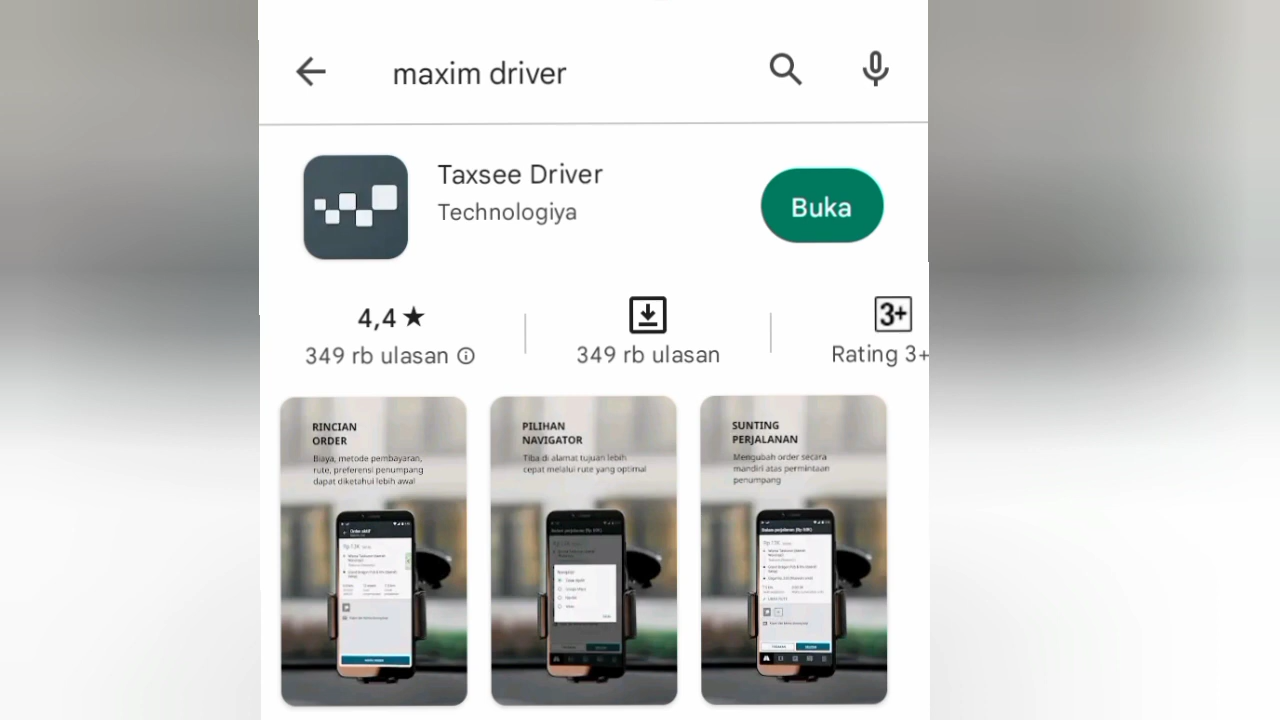 maxim driver
Taxsee Driver
Technologiya
Buka
4,4★
349 rb ulasan
349 rb ulasan
3+
Rating 3+
RINCIAN
ORDER
Biaya, metode pembayaran,
rute, preferensi penumpang
dapat diketahui lebih awal
PILIHAN
NAVIGATOR
Tiba di alamat tujuan lebih
cepat melalui rute yang optimal
SUNTING
PERJALANAN
Mengubah order secara
mandiri atas permintaan
penumpang